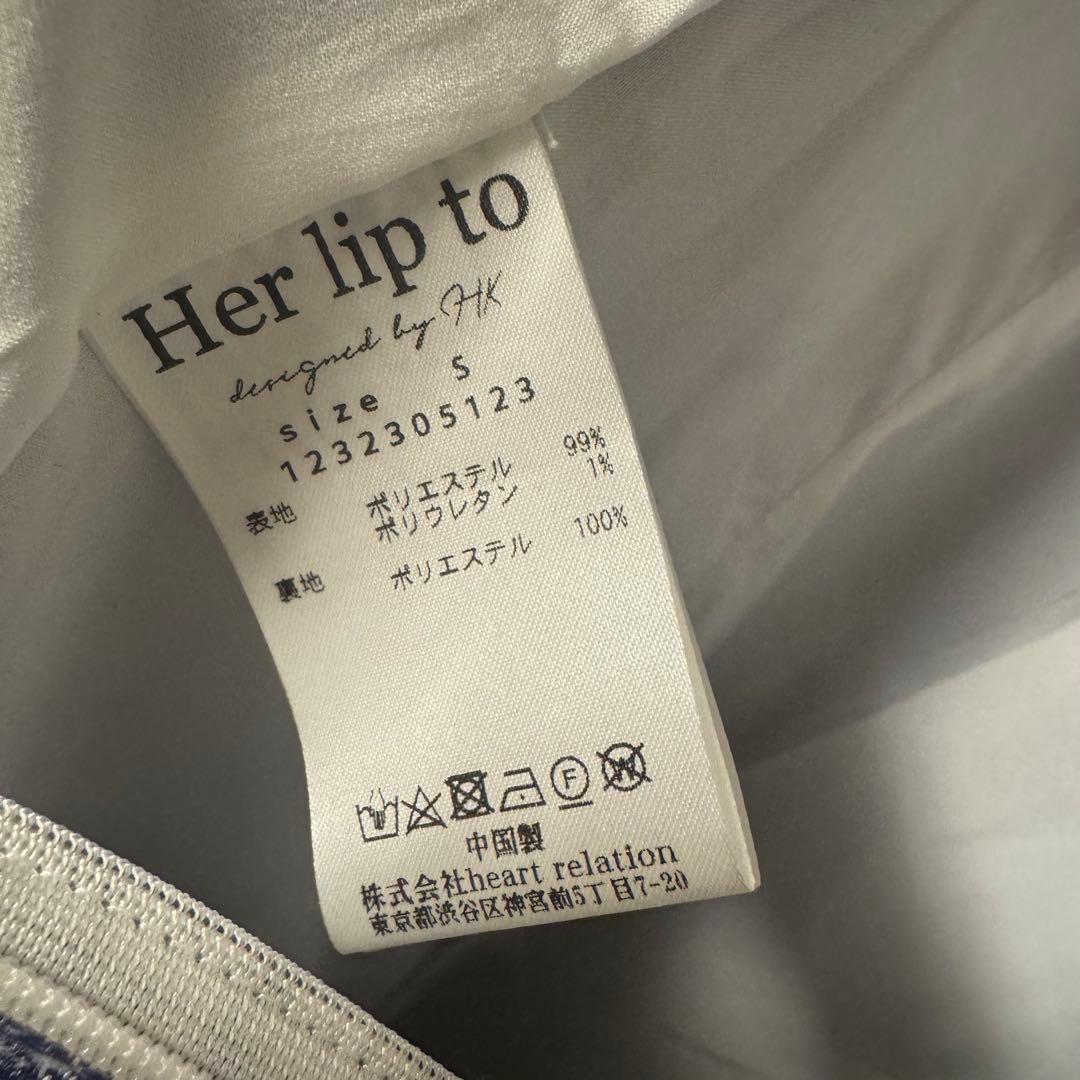 Her lip to
designed by HK
size S
1232305123
表地 ポリエステル 99%
ポリウレタン 1%
裏地 ポリエステル 100%
F
W
中国製
株式会社heart relation
東京都渋谷区神宮前5丁目7-20